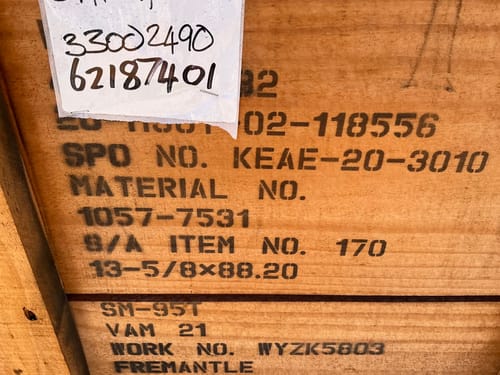 33002490
62187401
92
-02-118556
SPO NO. KEAE-20-3010
MATERIAL NO.
1057-7531
S/A ITEM NO. 170
13-5/8×88.20
SM-95T
VAM 21
WORK NO. WYZK5803
FREMANTLE